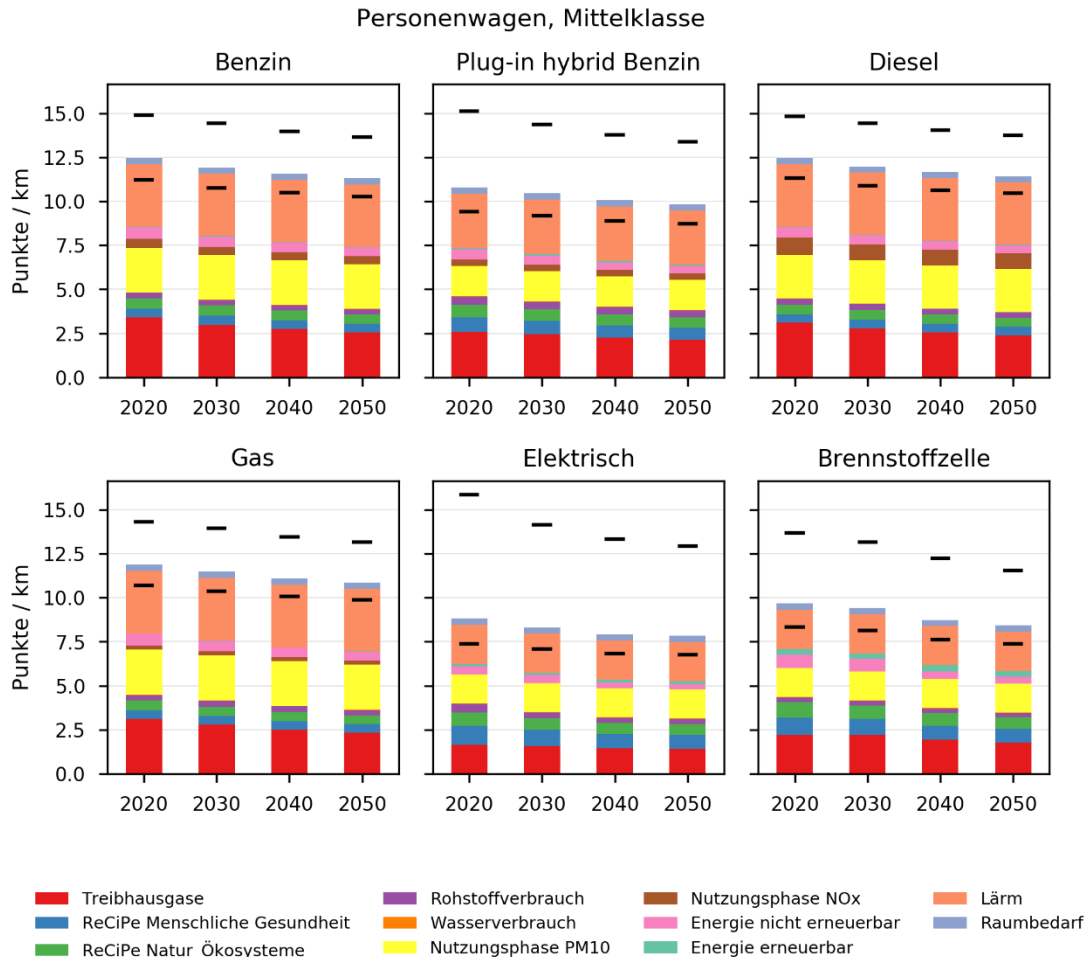 Personenwagen, Mittelklasse
Benzin Plug-in hybrid Benzin Diesel
Punkte / km
15.0
12.5
10.0
7.5
5.0
2.5
0.0
2020 2030 2040 2050 2020 2030 2040 2050 2020 2030 2040 2050
Gas Elektrisch Brennstoffzelle
Punkte / km
15.0
12.5
10.0
7.5
5.0
2.5
0.0
2020 2030 2040 2050 2020 2030 2040 2050 2020 2030 2040 2050
Treibhausgase Rohstoffverbrauch Nutzungsphase NOx Lärm
ReCiPe Menschliche Gesundheit Wasserverbrauch Energie nicht erneuerbar Raumbedarf
ReCiPe Natur_Ökosysteme Nutzungsphase PM10 Energie erneuerbar